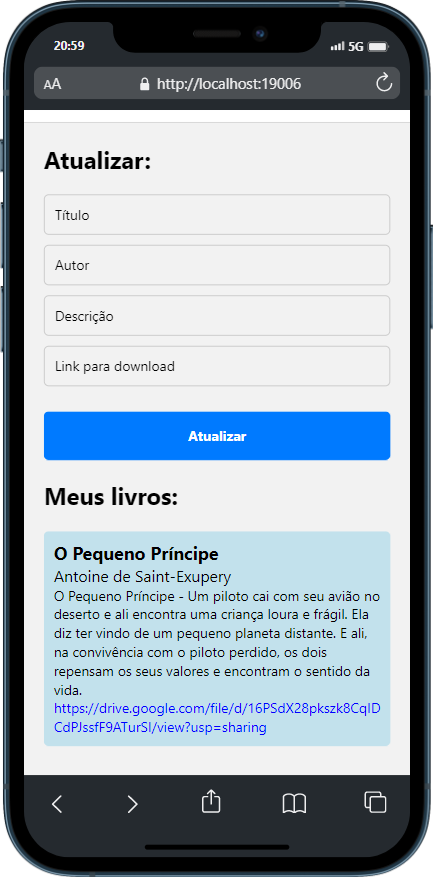 20:59
5G
AA
http://localhost:19006
Atualizar:
Título
Autor
Descrição
Link para download
Atualizar
Meus livros:
O Pequeno Príncipe
Antoine de Saint-Exupery
O Pequeno Príncipe - Um piloto cai com seu avião no
deserto e ali encontra uma criança loura e frágil. Ela
diz ter vindo de um pequeno planeta distante. E ali,
na convivência com o piloto perdido, os dois
repensam os seus valores e encontram o sentido da
vida.
https://drive.google.com/file/d/16PSdX28pkszk8CqID
CdPJssfF9ATurSl/view?usp=sharing